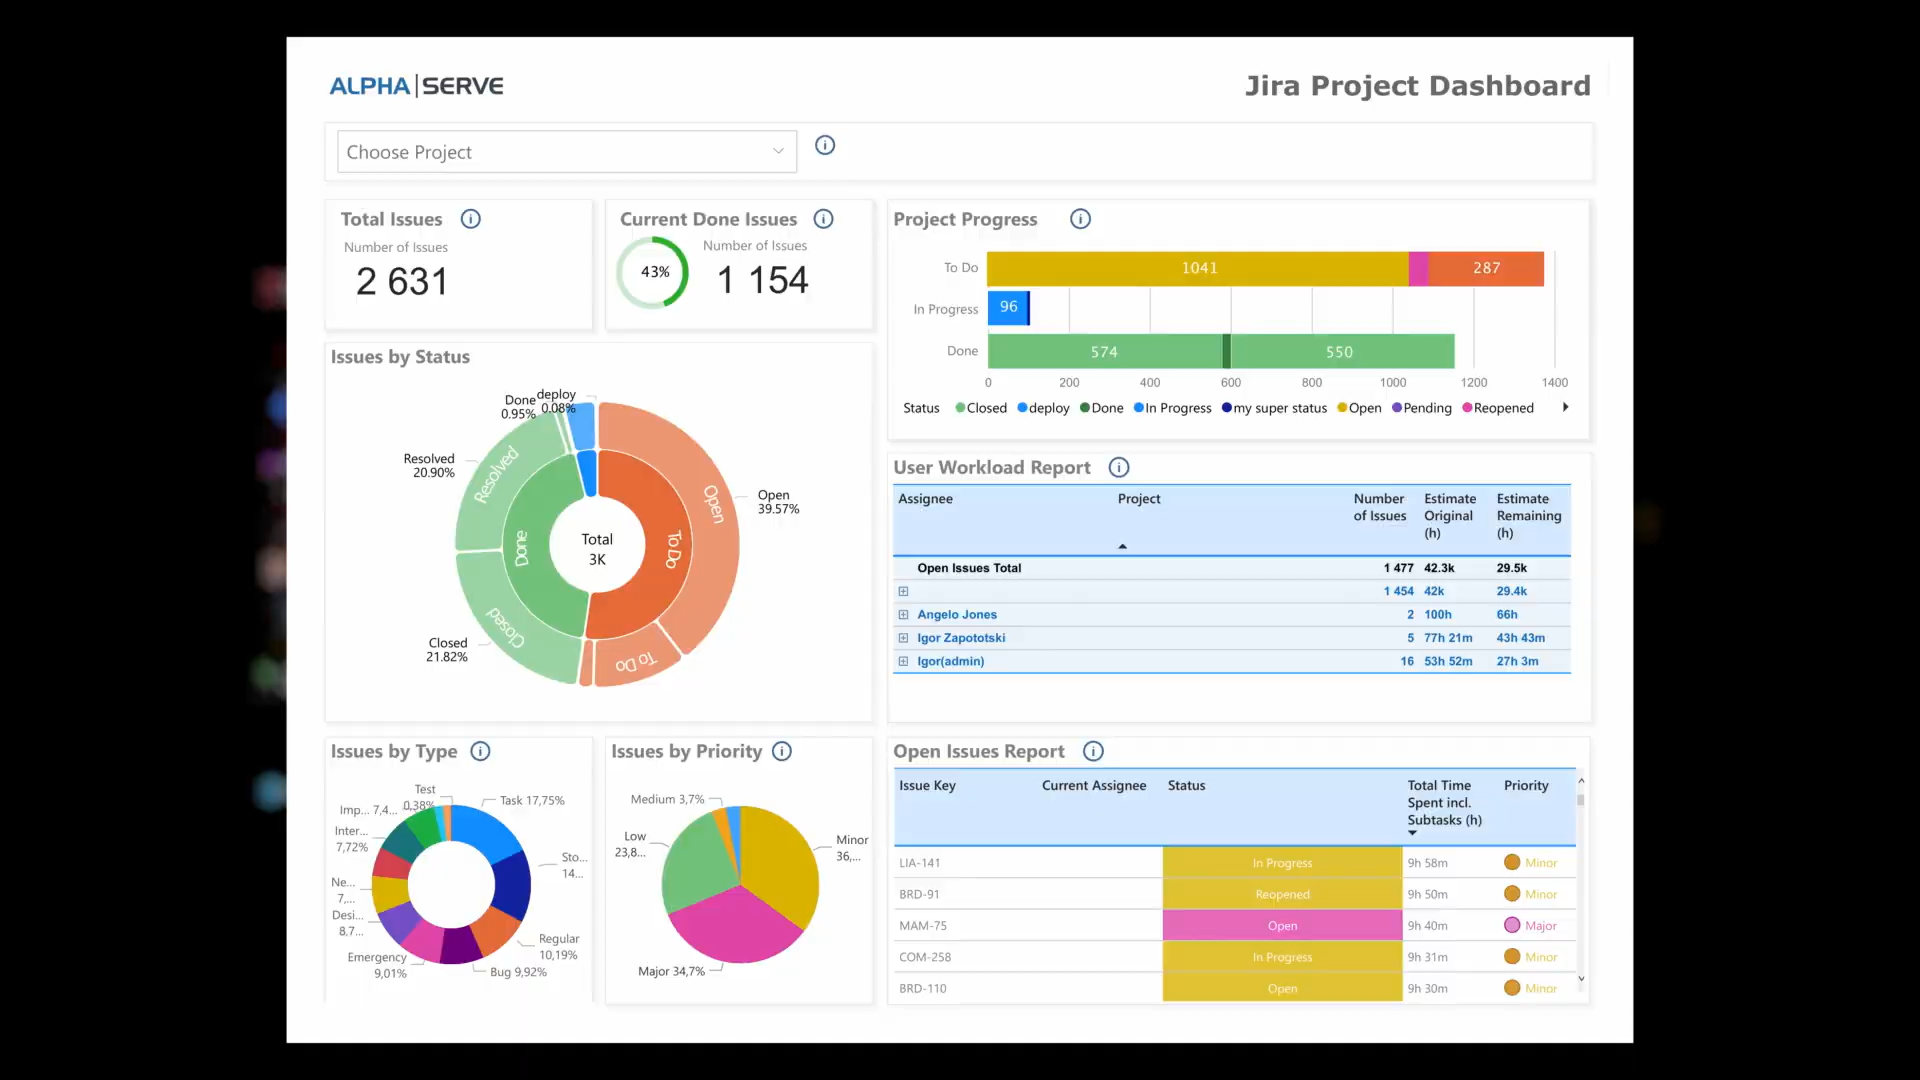 ALPHA|SERVE
Jira Project Dashboard
Choose Project
Total Issues
Number of Issues
2 631
Current Done Issues
Number of Issues
43%
1 154
Project Progress
To Do
1041
287
In Progress
96
Done
574
550
0 200 400 600 800 1000 1200 1400
Status Closed deploy Done In Progress my super status Open Pending Reopened
Issues by Status
Done
0.95%
deploy
0.08%
Resolved
20.90%
Open
39.57%
Closed
21.82%
Resolved
Open
Done
To Do
Closed
To Do
Total
3K
User Workload Report
Assignee Project Number of Issues Estimate Original (h) Estimate Remaining (h)
Open Issues Total 1 477 42.3k 29.5k
1 454 42k 29.4k
Angelo Jones 2 100h 66h
Igor Zapototski 5 77h 21m 43h 43m
Igor(admin) 16 53h 52m 27h 3m
Issues by Type
Test
0,38%
Task 17,75%
Imp... 7,4...
Inter...
7,72%
Sto...
14...
Ne...
7,...
Desi...
8,7...
Regular
10,19%
Emergency
9,01%
Bug 9,92%
Issues by Priority
Medium 3,7%
Low
23,8...
Minor
36,...
Major 34,7%
Open Issues Report
Issue Key Current Assignee Status Total Time Spent incl. Subtasks (h) Priority
LIA-141 In Progress 9h 58m Minor
BRD-91 Reopened 9h 50m Minor
MAM-75 Open 9h 40m Major
COM-258 In Progress 9h 31m Minor
BRD-110 Open 9h 30m Minor